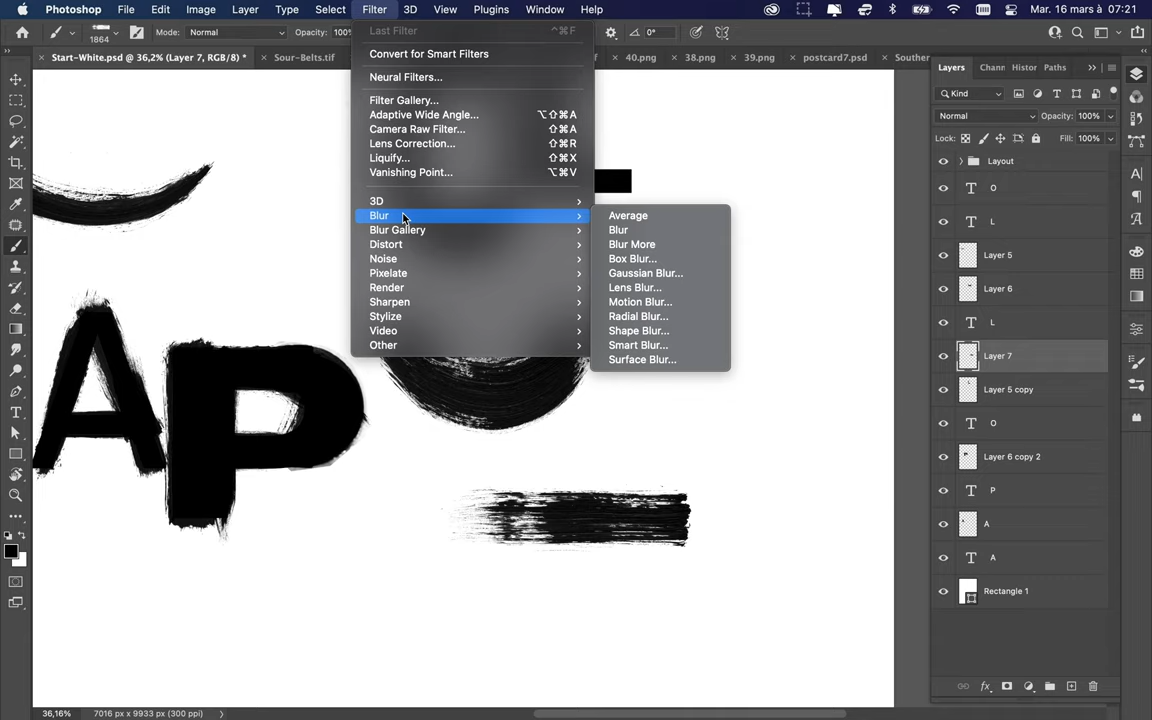 Photoshop File Edit Image Layer Type Select Filter 3D View Plugins Window Help Mar. 16 mars à 07:21
1864 Mode: Normal Opacity: 100% 0°
× Start-White.psd @ 36,2% (Layer 7, RGB/8) * × Sour-Belts.tif × 40.png × 38.png × 39.png × postcard7.psd × Southern
Last Filter ^⌘F
Convert for Smart Filters
Neural Filters...
Filter Gallery...
Adaptive Wide Angle... ⌥⇧⌘A
Camera Raw Filter... ⇧⌘A
Lens Correction... ⇧⌘R
Liquify... ⇧⌘X
Vanishing Point... ⌥⌘V
3D
Blur
Blur Gallery
Distort
Noise
Pixelate
Render
Sharpen
Stylize
Video
Other
Average
Blur
Blur More
Box Blur...
Gaussian Blur...
Lens Blur...
Motion Blur...
Radial Blur...
Shape Blur...
Smart Blur...
Surface Blur...
AP
Layers Chann Histor Paths
Kind
Normal Opacity: 100%
Lock: Fill: 100%
Layout
T O
T L
Layer 5
Layer 6
T L
Layer 7
Layer 5 copy
T O
Layer 6 copy 2
T P
A
T A
Rectangle 1
36,16% 7016 px x 9933 px (300 ppi)